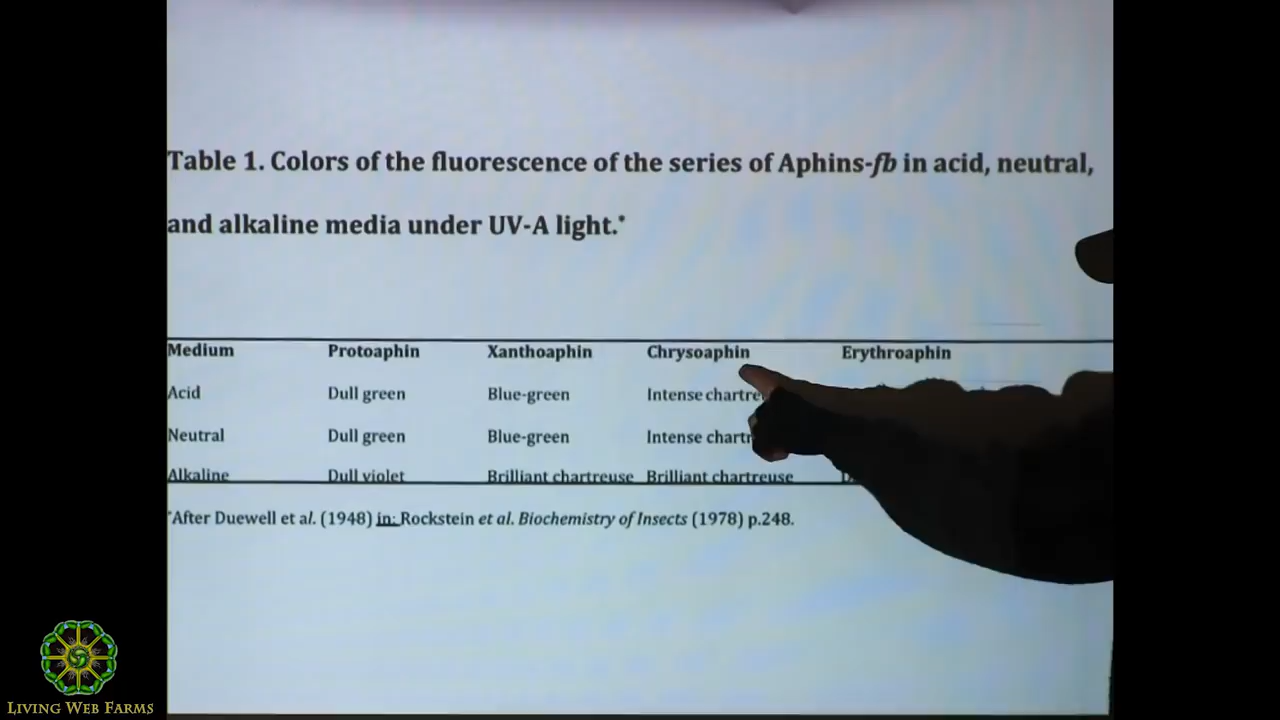 Table 1. Colors of the fluorescence of the series of Aphins-fb in acid, neutral,
and alkaline media under UV-A light.*
Medium Protoaphin Xanthoaphin Chrysoaphin Erythroaphin
Acid Dull green Blue-green Intense
Neutral Dull green Blue-green Intense
Alkaline Dull violet Brilliant chartreuse Brilliant chartreuse
*After Duewell et al. (1948) in: Rockstein et al. Biochemistry of Insects (1978) p.248.
LIVING WEB FARMS